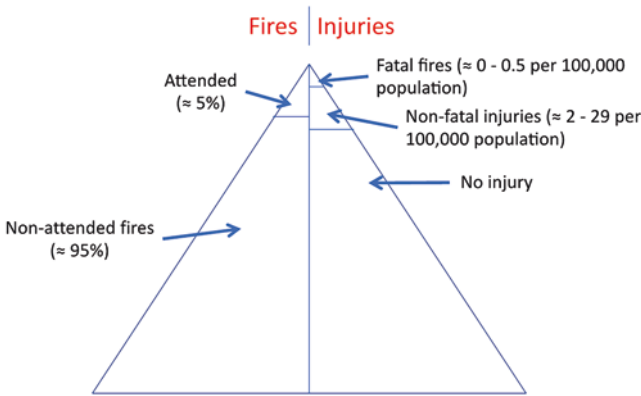 Fires Injuries
Attended
(≈ 5%)
Fatal fires (≈ 0 - 0.5 per 100,000
population)
Non-fatal injuries (≈ 2 - 29 per
100,000 population)
No injury
Non-attended fires
(≈ 95%)